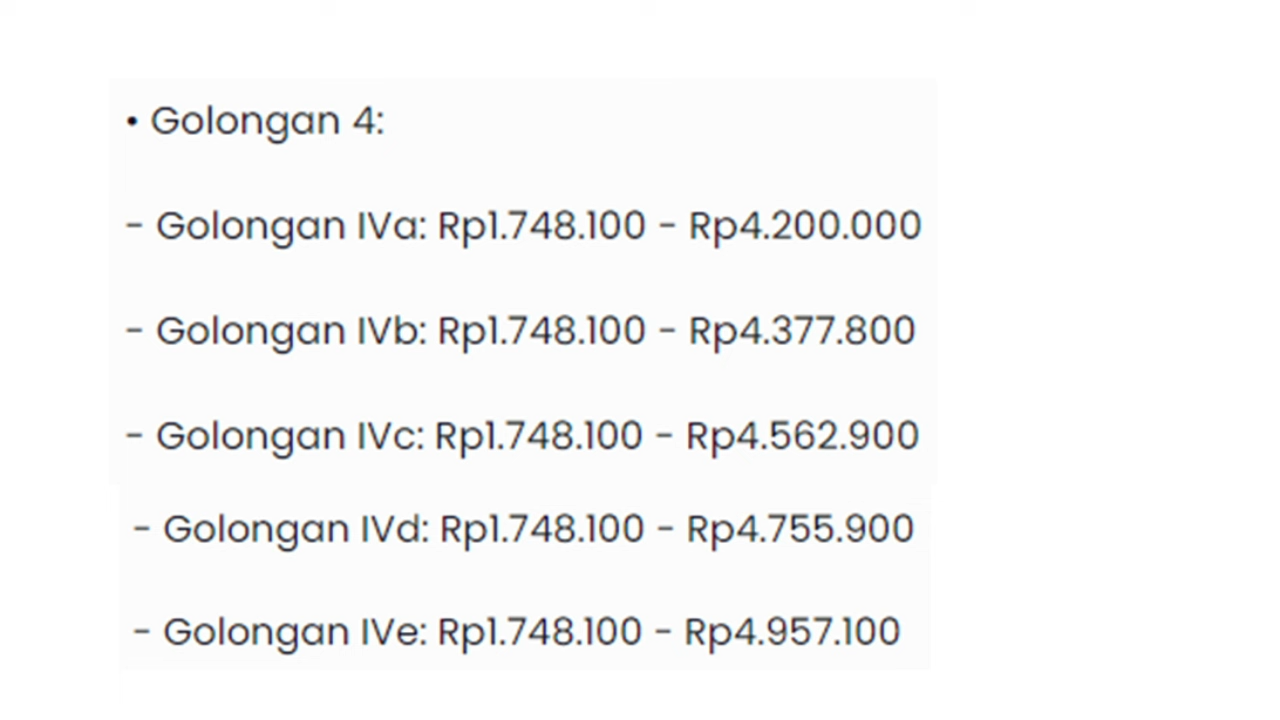 • Golongan 4:
- Golongan IVa: Rp1.748.100 - Rp4.200.000
- Golongan IVb: Rp1.748.100 - Rp4.377.800
- Golongan IVc: Rp1.748.100 - Rp4.562.900
- Golongan IVd: Rp1.748.100 - Rp4.755.900
- Golongan IVe: Rp1.748.100 - Rp4.957.100